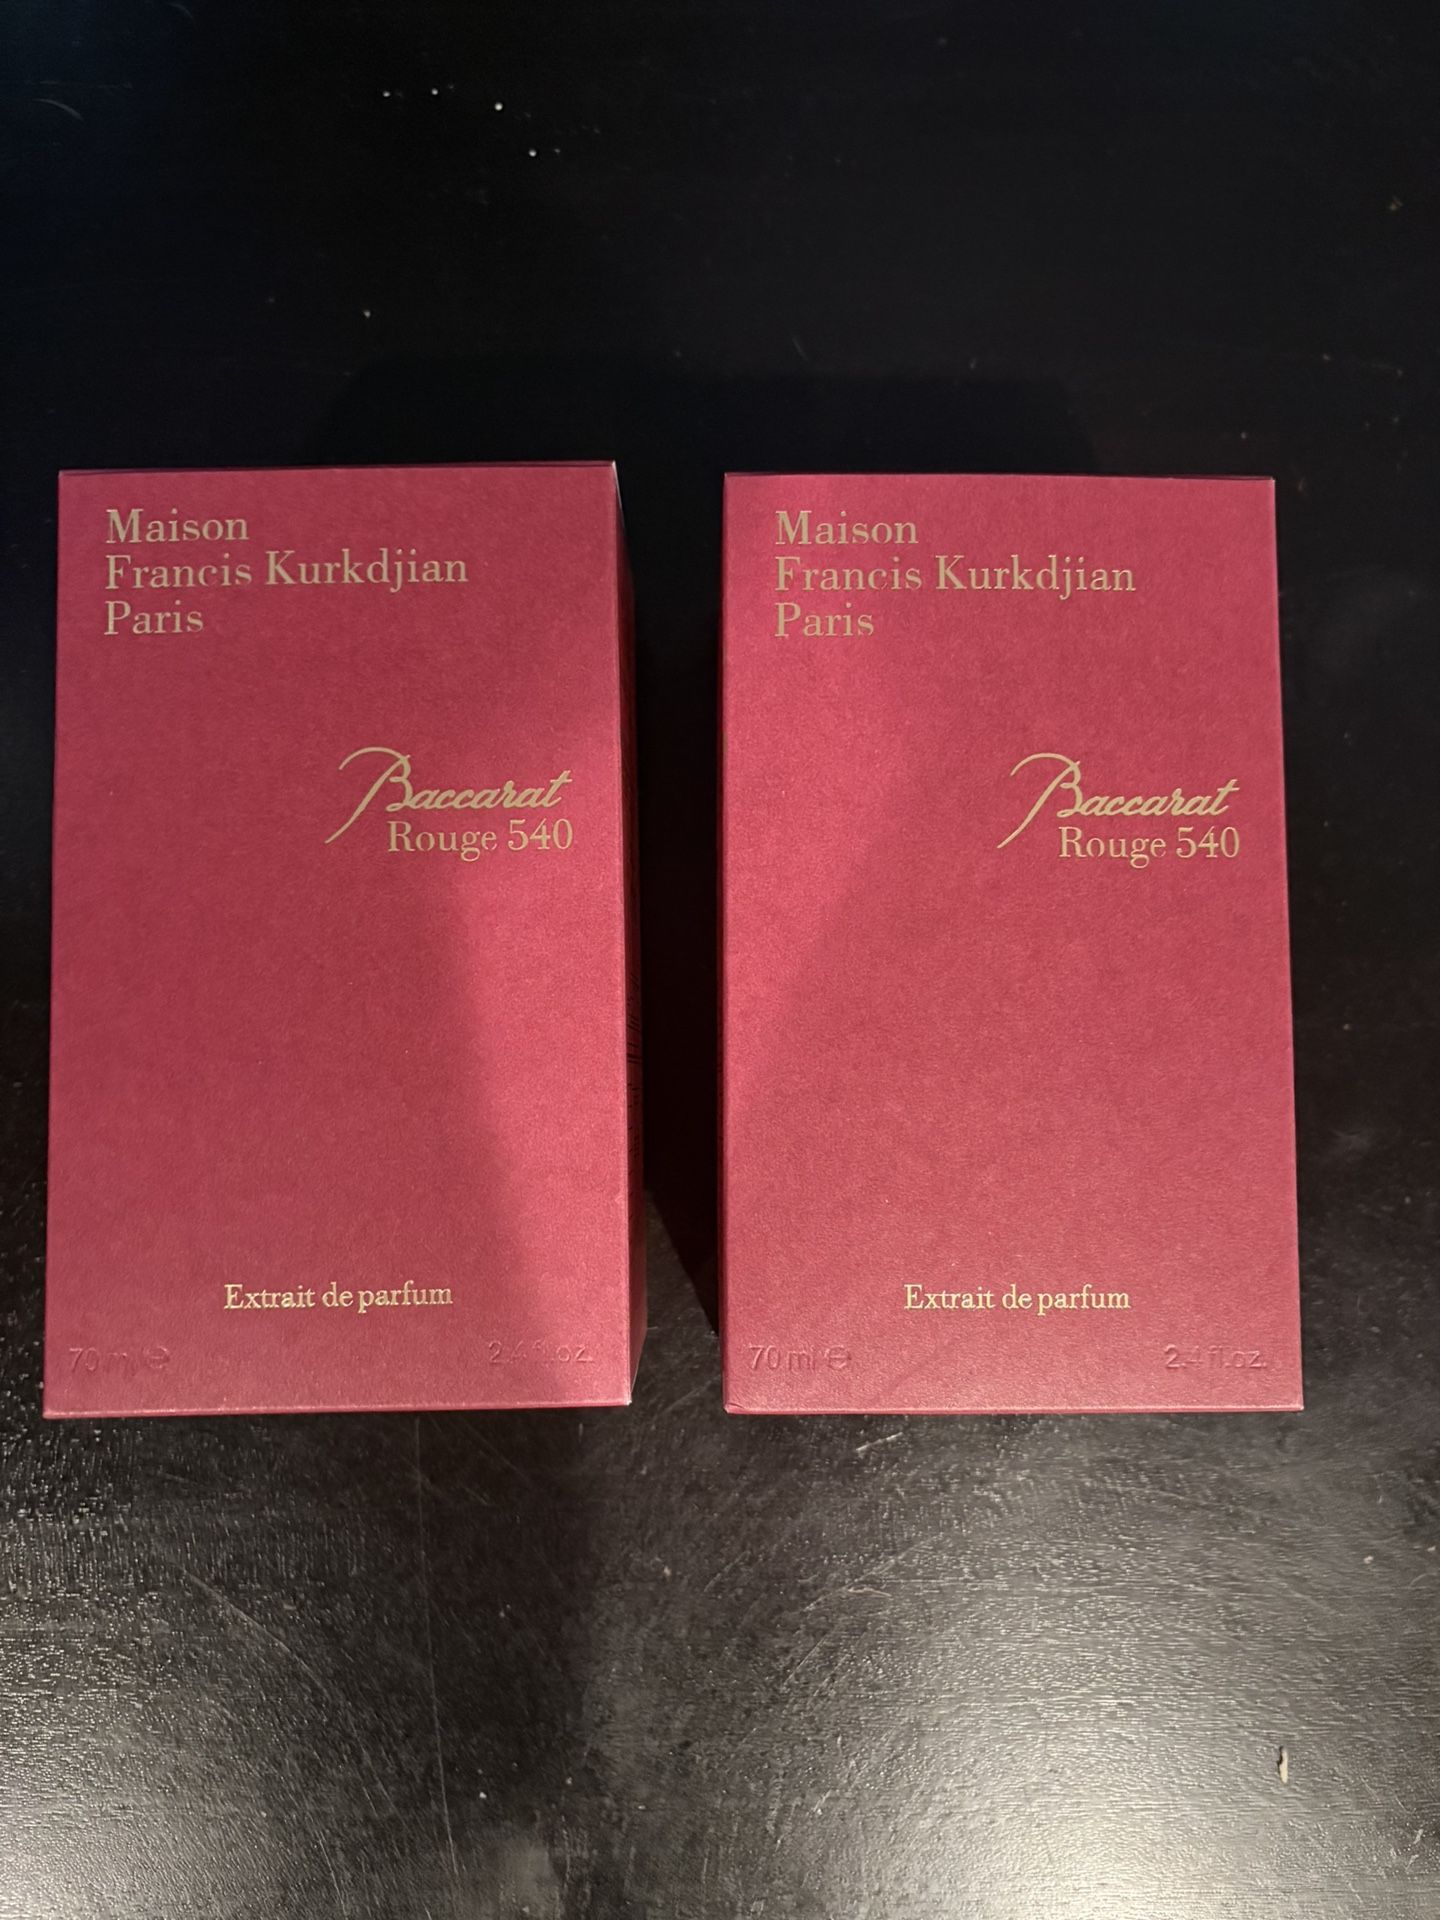 Maison
Francis Kurkdjian
Paris
Baccarat
Rouge 540
Extrait de parfum
70 ml ℮ 2.4 fl.oz.
Maison
Francis Kurkdjian
Paris
Baccarat
Rouge 540
Extrait de parfum
70 ml ℮ 2.4 fl.oz.